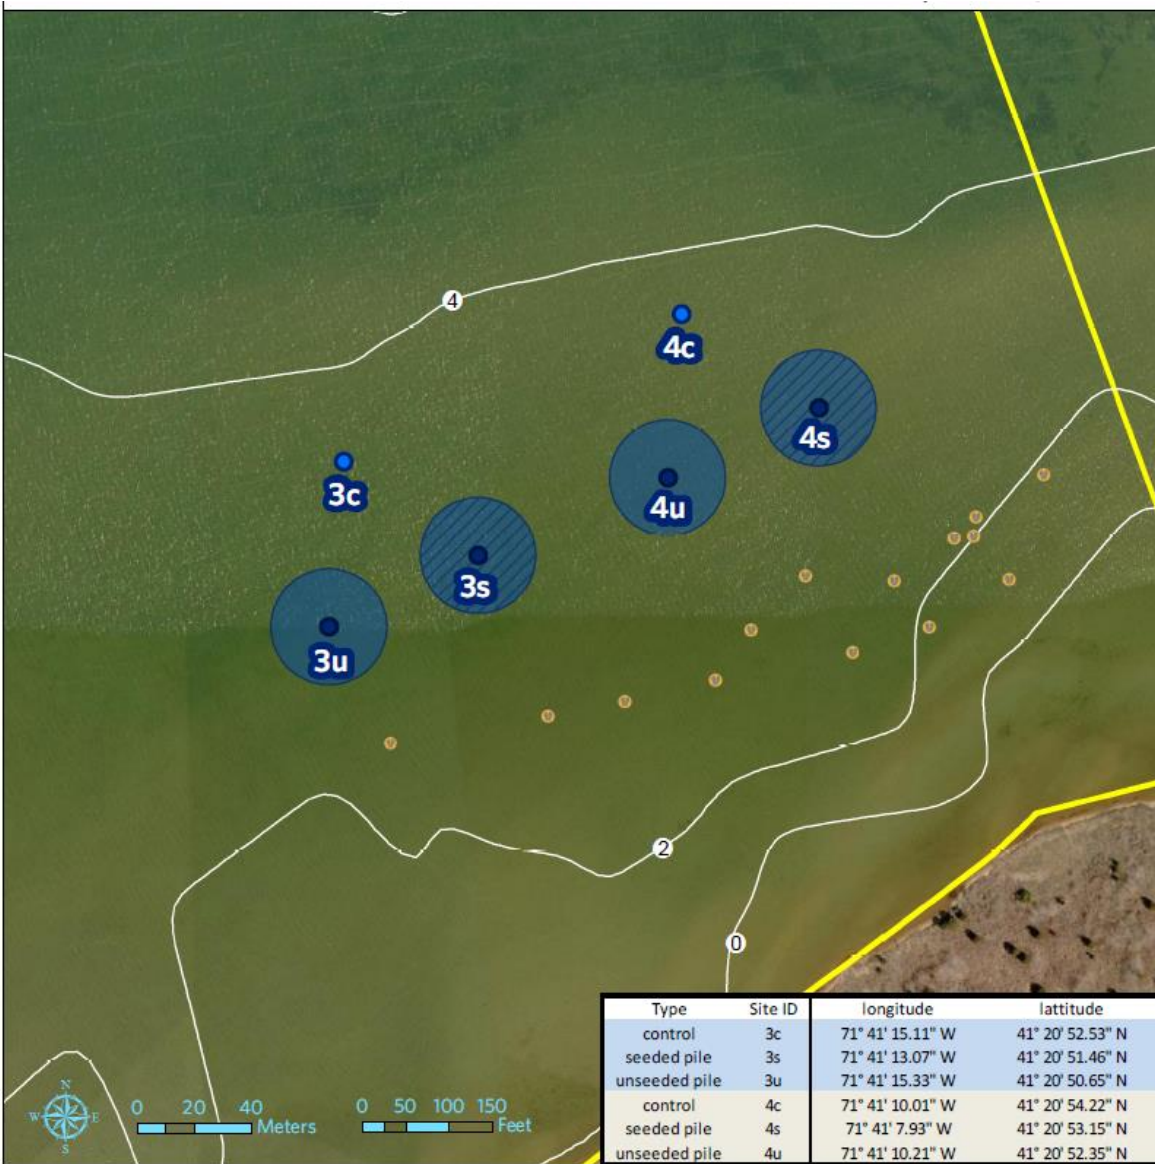 4
4c
4s
3c
4u
3s
3u
2
0
N
W E
S
0 20 40
Meters
0 50 100 150
Feet
Type Site ID longitude lattitude
control 3c 71° 41' 15.11" W 41° 20' 52.53" N
seeded pile 3s 71° 41' 13.07" W 41° 20' 51.46" N
unseeded pile 3u 71° 41' 15.33" W 41° 20' 50.65" N
control 4c 71° 41' 10.01" W 41° 20' 54.22" N
seeded pile 4s 71° 41' 7.93" W 41° 20' 53.15" N
unseeded pile 4u 71° 41' 10.21" W 41° 20' 52.35" N